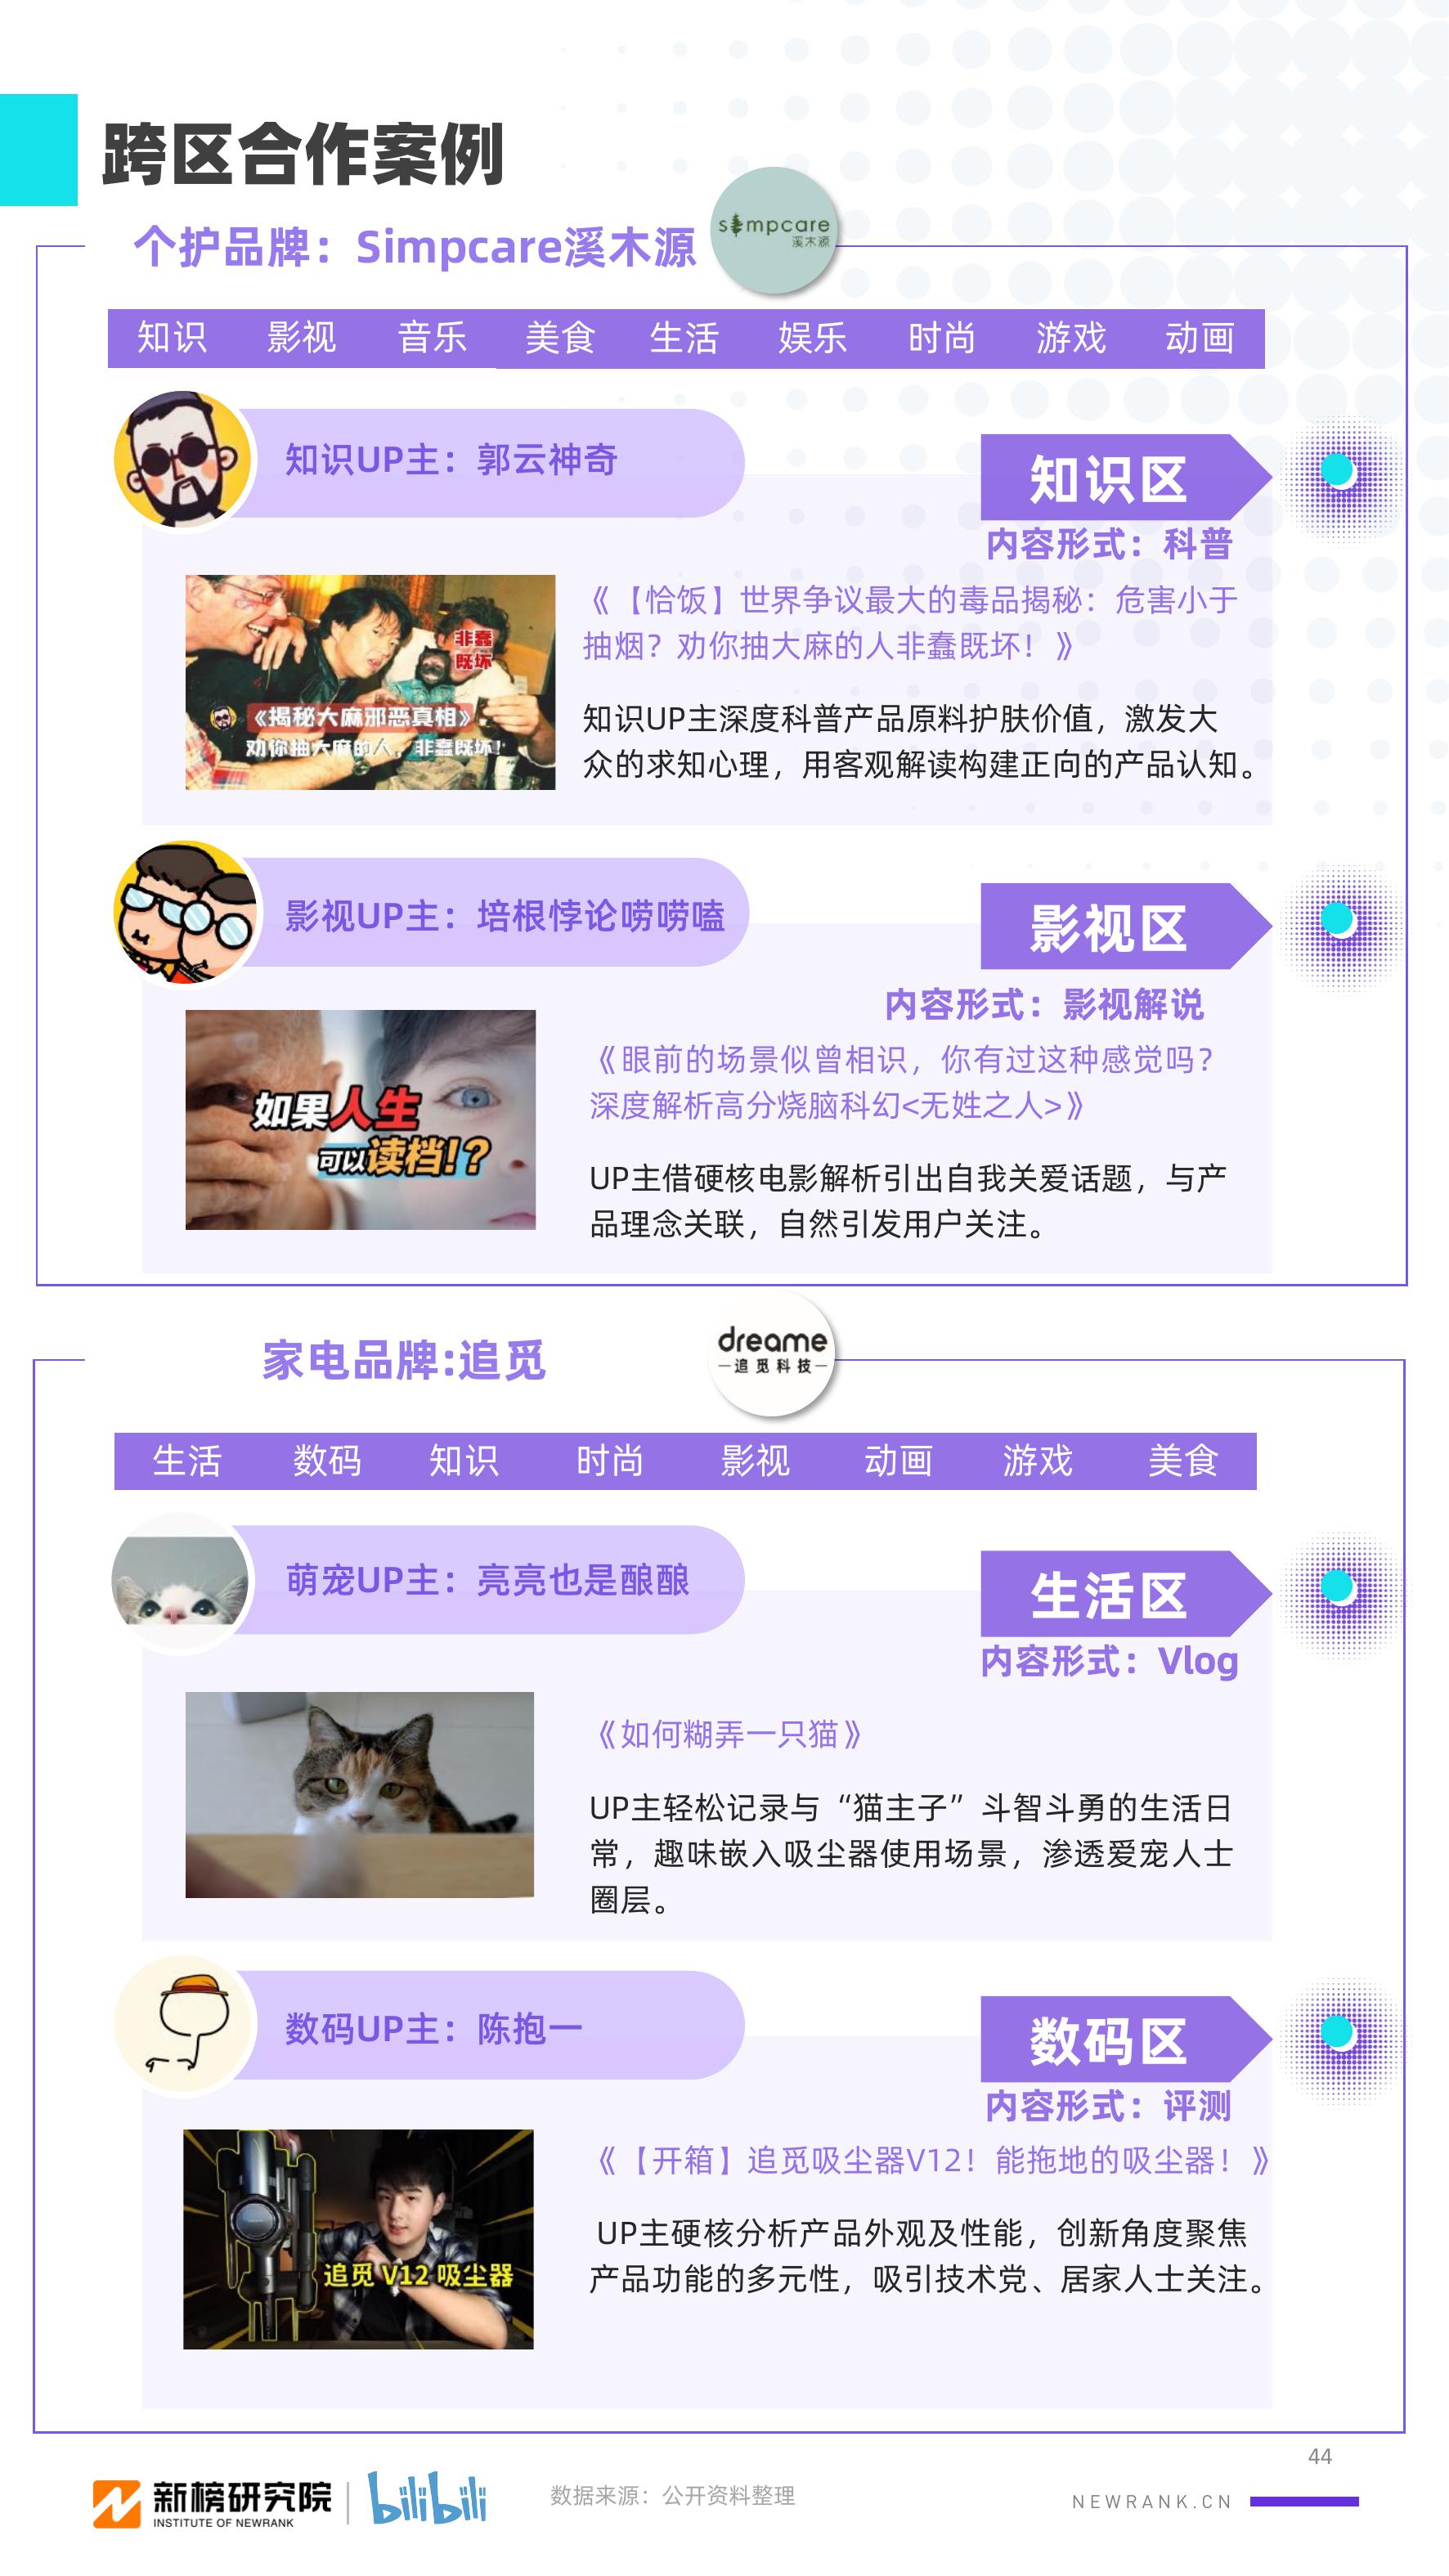 跨区合作案例
个护品牌：Simpcare溪木源
simpcare
溪木源
知识 影视 音乐 美食 生活 娱乐 时尚 游戏 动画
知识UP主：郭云神奇
知识区
内容形式：科普
《【恰饭】世界争议最大的毒品揭秘：危害小于
抽烟？劝你抽大麻的人非蠢既坏！》
非蠢
既坏
《揭秘大麻邪恶真相》
劝你抽大麻的人，非蠢既坏！
知识UP主深度科普产品原料护肤价值，激发大
众的求知心理，用客观解读构建正向的产品认知。
影视UP主：培根悖论唠唠嗑
影视区
内容形式：影视解说
《眼前的场景似曾相识，你有过这种感觉吗？
深度解析高分烧脑科幻<无姓之人>》
如果人生
可以读档!?
UP主借硬核电影解析引出自我关爱话题，与产
品理念关联，自然引发用户关注。
家电品牌:追觅
dreame
追觅科技
生活 数码 知识 时尚 影视 动画 游戏 美食
萌宠UP主：亮亮也是酿酿
生活区
内容形式：Vlog
《如何糊弄一只猫》
UP主轻松记录与“猫主子”斗智斗勇的生活日
常，趣味嵌入吸尘器使用场景，渗透爱宠人士
圈层。
数码UP主：陈抱一
数码区
内容形式：评测
《【开箱】追觅吸尘器V12！能拖地的吸尘器！》
追觅 V12 吸尘器
UP主硬核分析产品外观及性能，创新角度聚焦
产品功能的多元性，吸引技术党、居家人士关注。
44
新榜研究院
INSTITUTE OF NEWRANK
bilibili
数据来源：公开资料整理
NEWRANK.CN